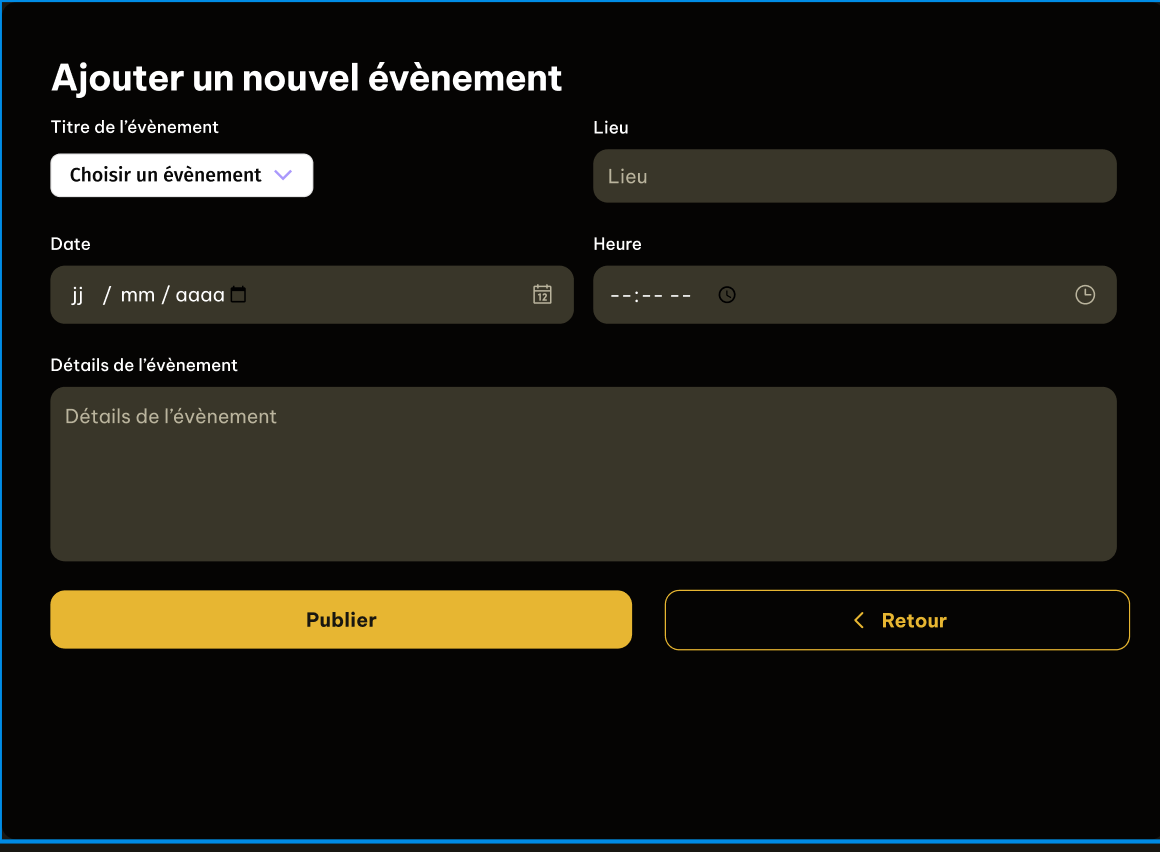 Ajouter un nouvel évènement
Titre de l’évènement
Lieu
Choisir un évènement
Lieu
Date
Heure
jj / mm / aaaa
12
--:-- --
Détails de l’évènement
Détails de l’évènement
Publier
Retour